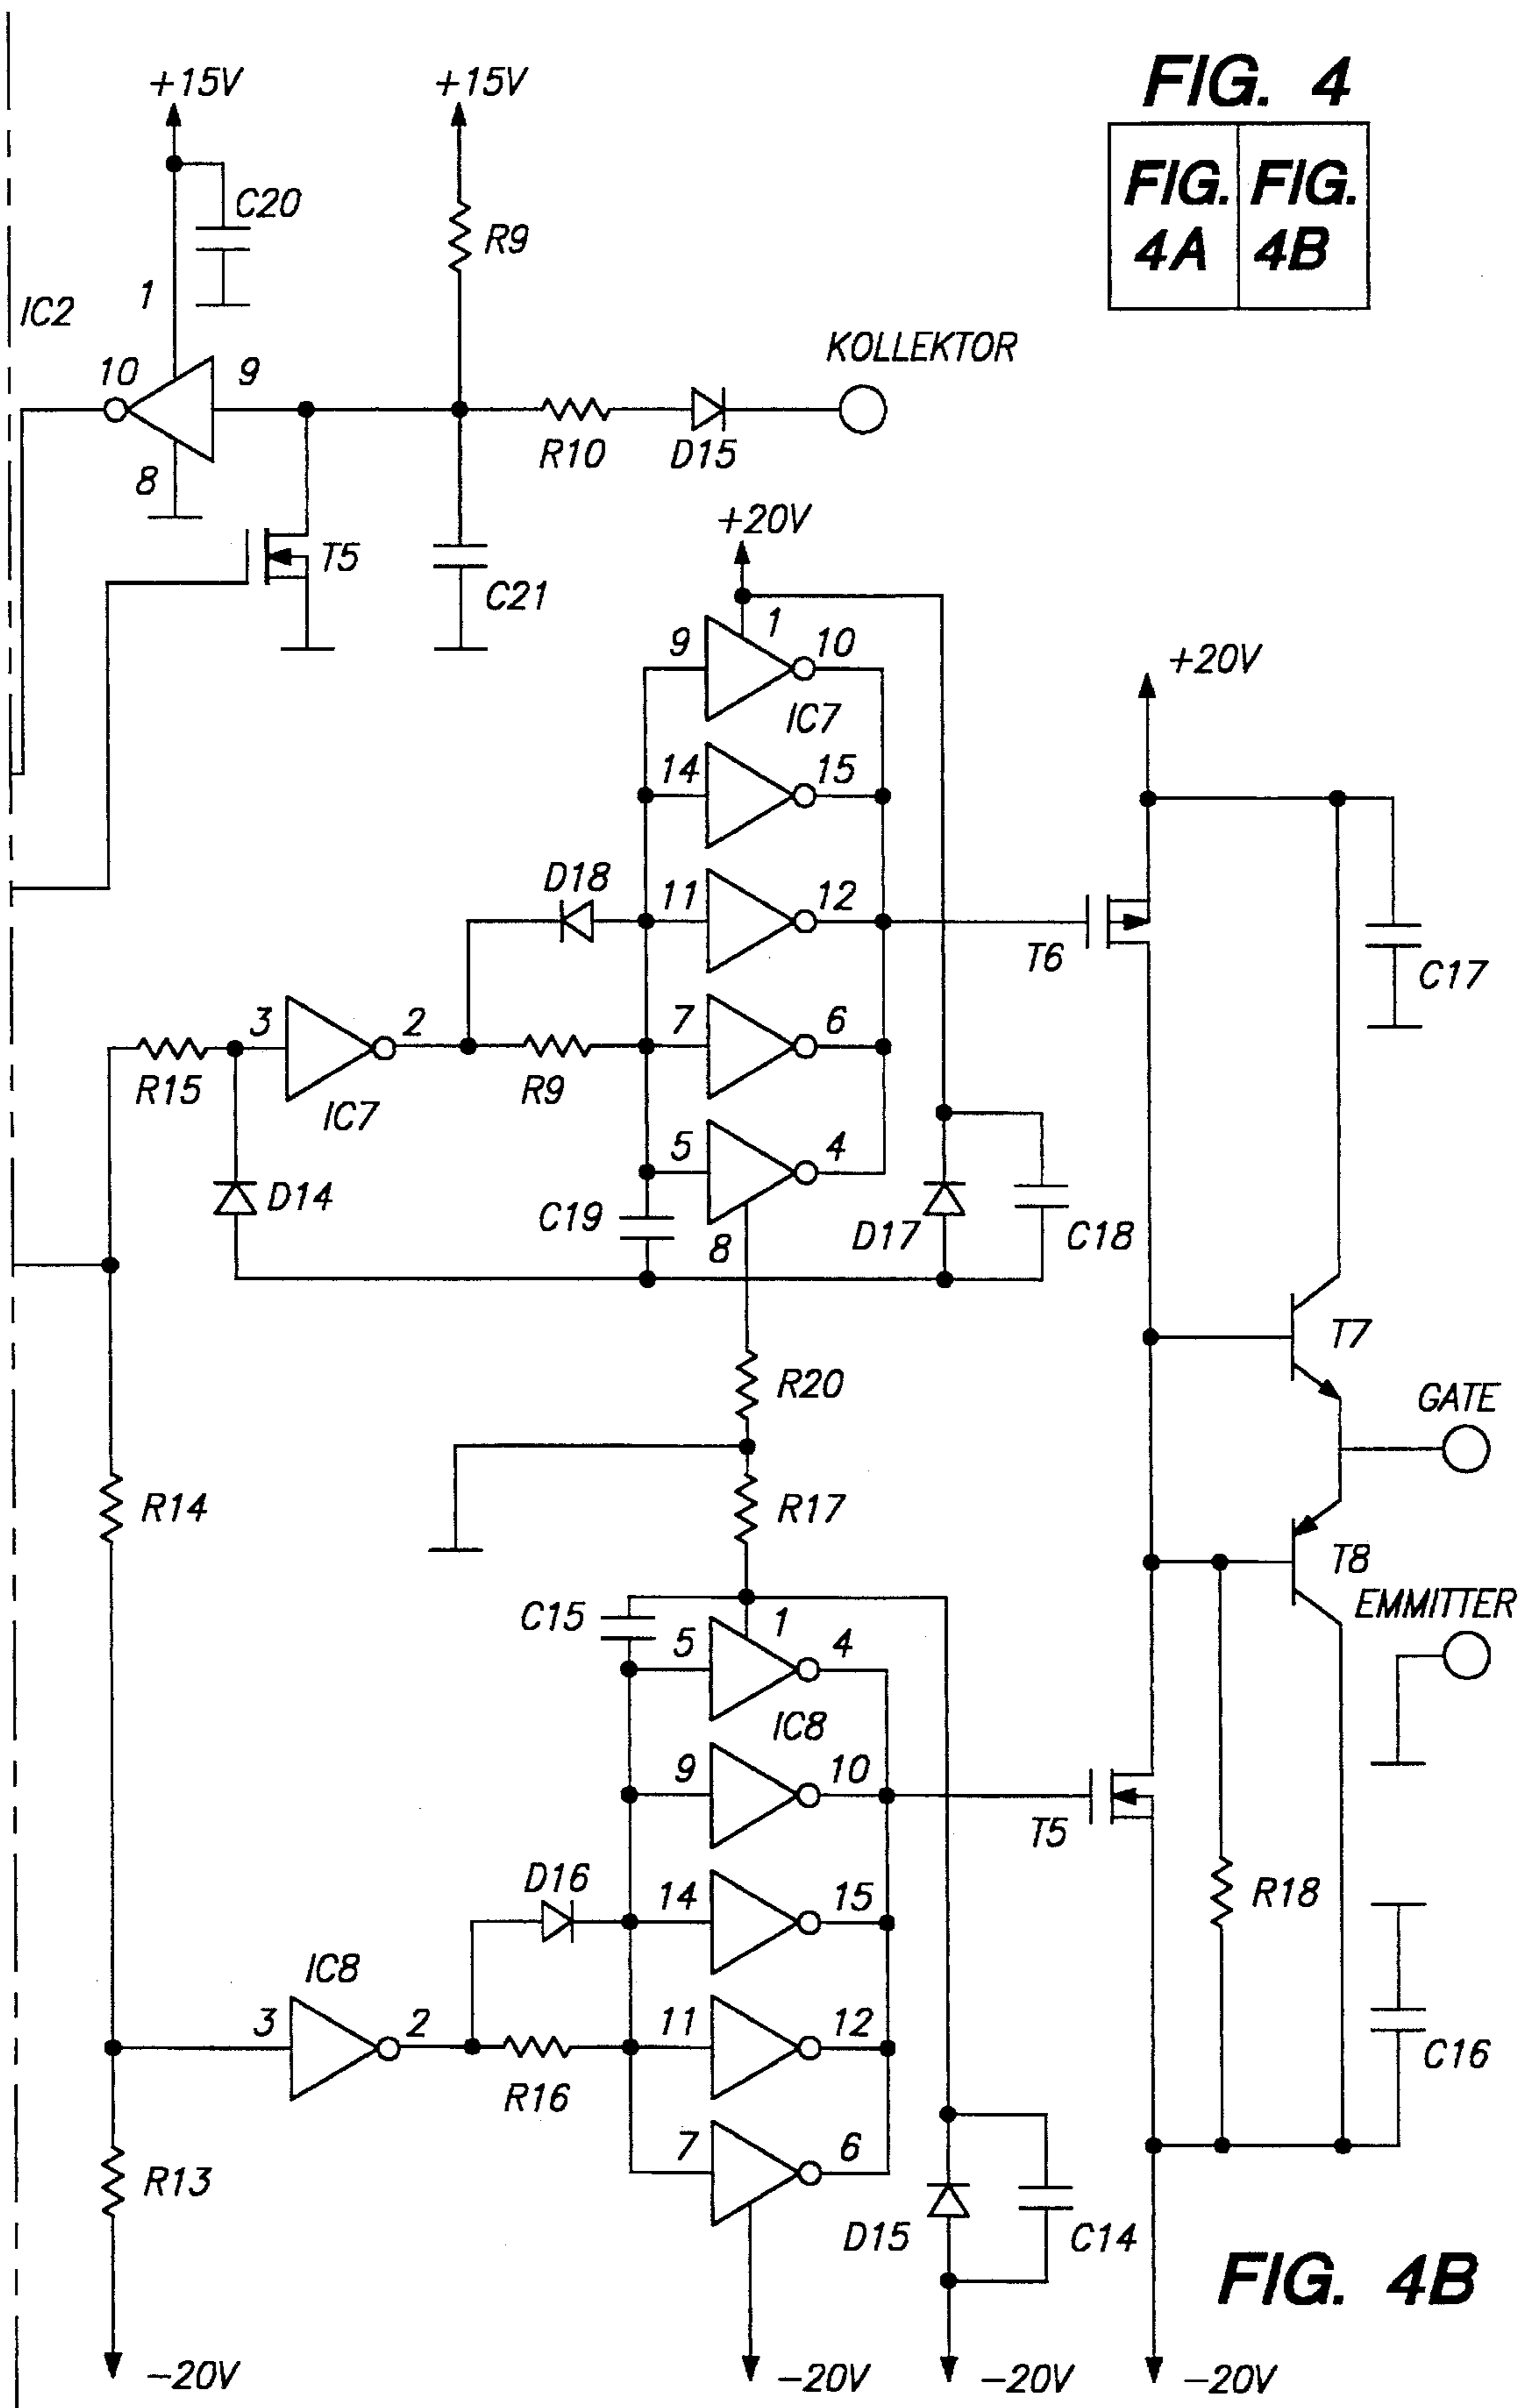 FIG. 4
FIG. 4A
FIG. 4B
+15V
+15V
C20
R9
1
IC2
KOLLEKTOR
10
9
R10
D15
8
+20V
T5
C21
1
9
10
+20V
IC7
14
15
D18
11
12
T6
C17
3
2
7
6
R15
R9
IC7
5
4
D14
C19
D17
C18
8
T7
R20
GATE
R14
R17
T8
C15
1
EMMITTER
5
4
IC8
9
10
T5
D16
14
15
R18
IC8
3
2
11
12
C16
R16
7
6
R13
D15
C14
FIG. 4B
-20V
-20V
-20V
-20V